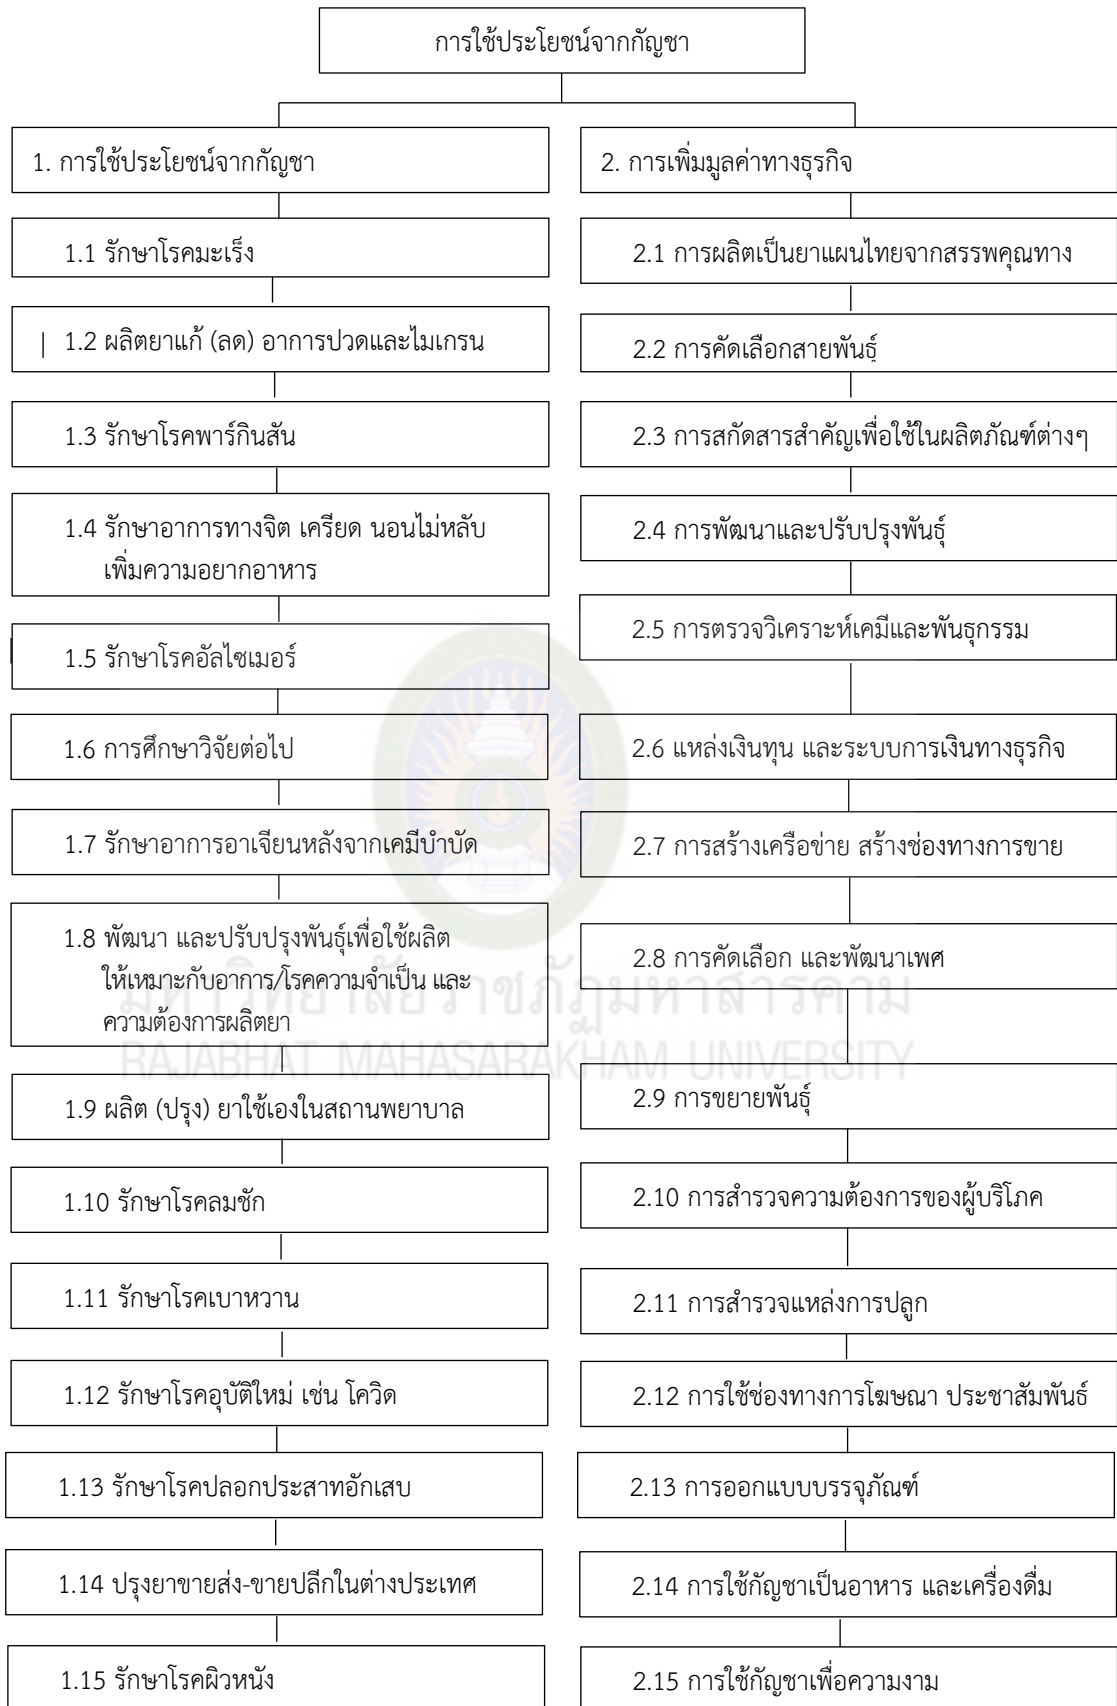 การใช้ประโยชน์จากกัญชา
1. การใช้ประโยชน์จากกัญชา
1.1 รักษาโรคมะเร็ง
1.2 ผลิตยาแก้ (ลด) อาการปวดและไมเกรน
1.3 รักษาโรคพาร์กินสัน
1.4 รักษาอาการทางจิต เครียด นอนไม่หลับ
เพิ่มความอยากอาหาร
1.5 รักษาโรคอัลไซเมอร์
1.6 การศึกษาวิจัยต่อไป
1.7 รักษาอาการอาเจียนหลังจากเคมีบำบัด
1.8 พัฒนา และปรับปรุงพันธุ์เพื่อใช้ผลิต
ให้เหมาะกับอาการ/โรคความจำเป็น และ
ความต้องการผลิตยา
1.9 ผลิต (ปรุง) ยาใช้เองในสถานพยาบาล
1.10 รักษาโรคลมชัก
1.11 รักษาโรคเบาหวาน
1.12 รักษาโรคอุบัติใหม่ เช่น โควิด
1.13 รักษาโรคปลอกประสาทอักเสบ
1.14 ปรุงยาขายส่ง-ขายปลีกในต่างประเทศ
1.15 รักษาโรคผิวหนัง
2. การเพิ่มมูลค่าทางธุรกิจ
2.1 การผลิตเป็นยาแผนไทยจากสรรพคุณทาง
2.2 การคัดเลือกสายพันธุ์
2.3 การสกัดสารสำคัญเพื่อใช้ในผลิตภัณฑ์ต่างๆ
2.4 การพัฒนาและปรับปรุงพันธุ์
2.5 การตรวจวิเคราะห์เคมีและพันธุกรรม
2.6 แหล่งเงินทุน และระบบการเงินทางธุรกิจ
2.7 การสร้างเครือข่าย สร้างช่องทางการขาย
2.8 การคัดเลือก และพัฒนาเพศ
2.9 การขยายพันธุ์
2.10 การสำรวจความต้องการของผู้บริโภค
2.11 การสำรวจแหล่งการปลูก
2.12 การใช้ช่องทางการโฆษณา ประชาสัมพันธ์
2.13 การออกแบบบรรจุภัณฑ์
2.14 การใช้กัญชาเป็นอาหาร และเครื่องดื่ม
2.15 การใช้กัญชาเพื่อความงาม
มหาวิทยาลัยราชภัฏมหาสารคาม
RAJABHAT MAHASARAKHAM UNIVERSITY